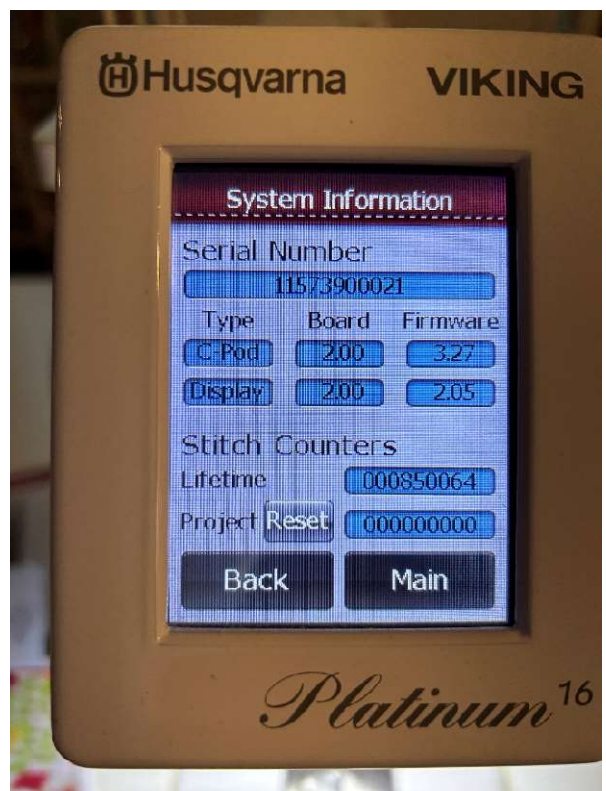 Husqvarna VIKING
System Information
Serial Number
11573900021
Type Board Firmware
C-Pod 2.00 3.27
Display 2.00 2.05
Stitch Counters
Lifetime 000850064
Project Reset 000000000
Back Main
Platinum 16